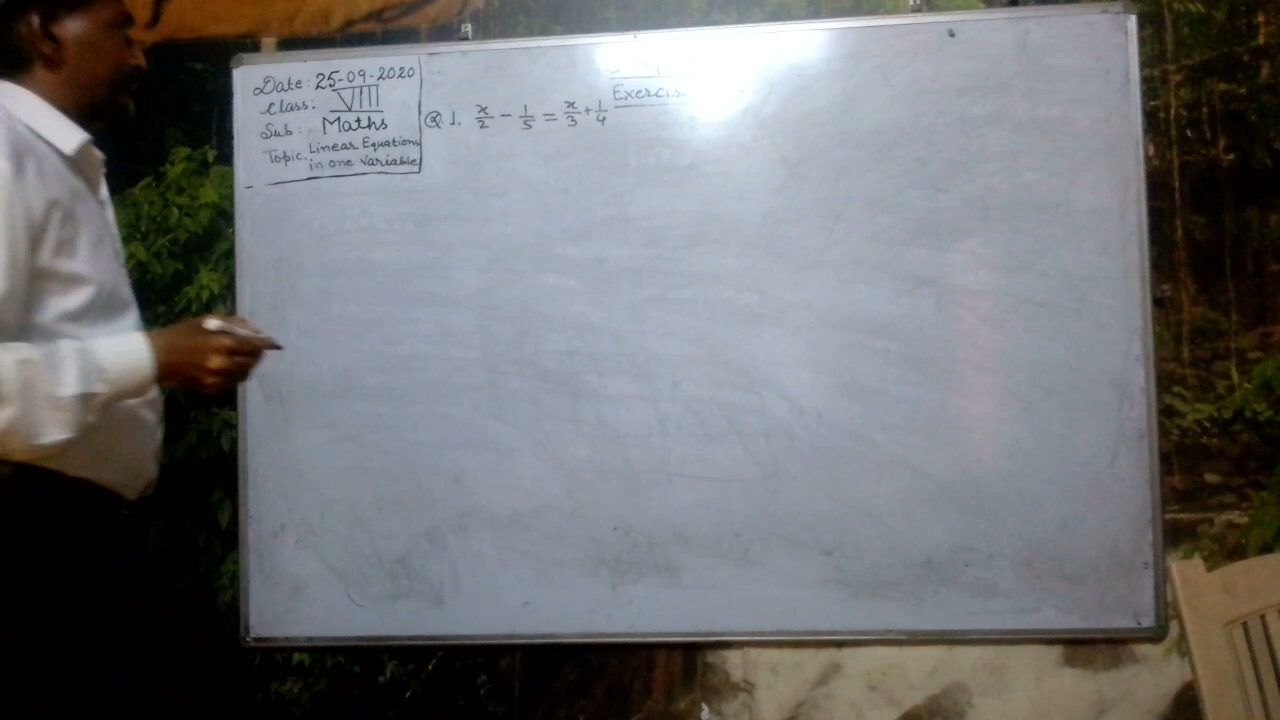 Date: 25-09-2020
Class: VIII
Sub: Maths
Topic. Linear Equations
in one Variable
Exercis
Q 1. x/2 - 1/5 = x/3 + 1/4